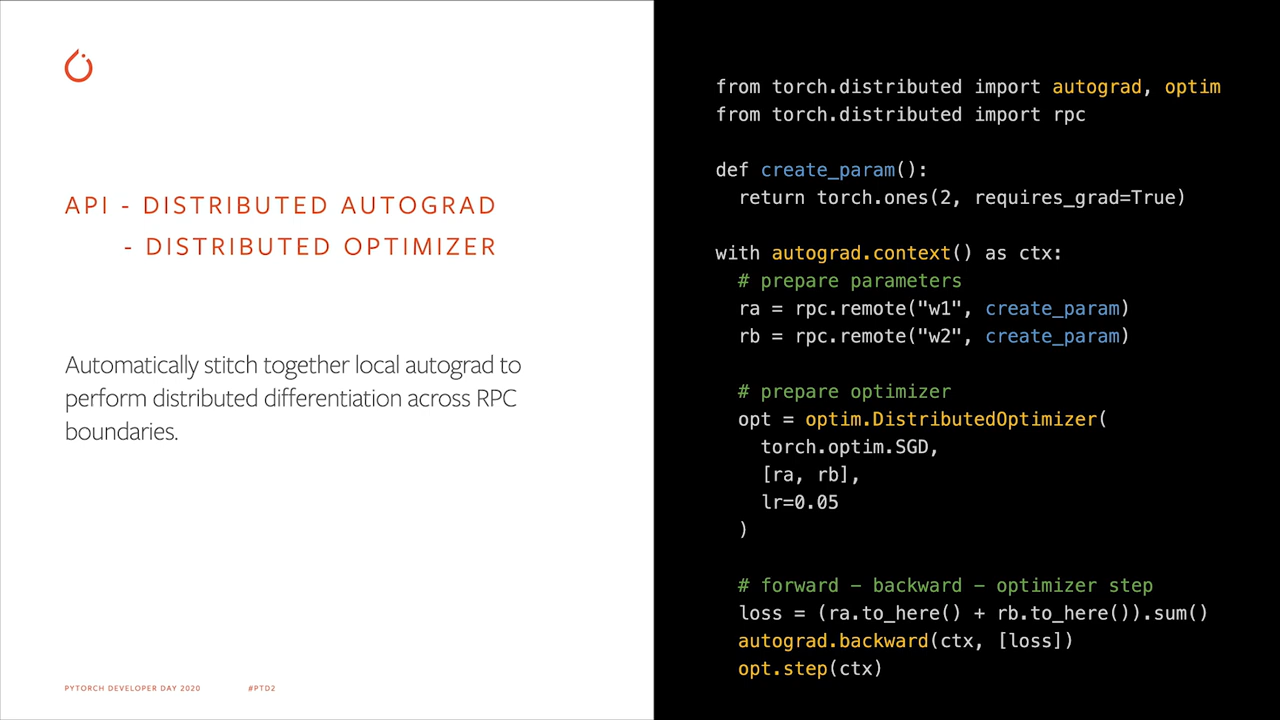 API - DISTRIBUTED AUTOGRAD
- DISTRIBUTED OPTIMIZER
Automatically stitch together local autograd to
perform distributed differentiation across RPC
boundaries.
PYTORCH DEVELOPER DAY 2020
#PTD2
from torch.distributed import autograd, optim
from torch.distributed import rpc
def create_param():
  return torch.ones(2, requires_grad=True)
with autograd.context() as ctx:
  # prepare parameters
  ra = rpc.remote("w1", create_param)
  rb = rpc.remote("w2", create_param)
  # prepare optimizer
  opt = optim.DistributedOptimizer(
    torch.optim.SGD,
    [ra, rb],
    lr=0.05
  )
  # forward – backward – optimizer step
  loss = (ra.to_here() + rb.to_here()).sum()
  autograd.backward(ctx, [loss])
  opt.step(ctx)